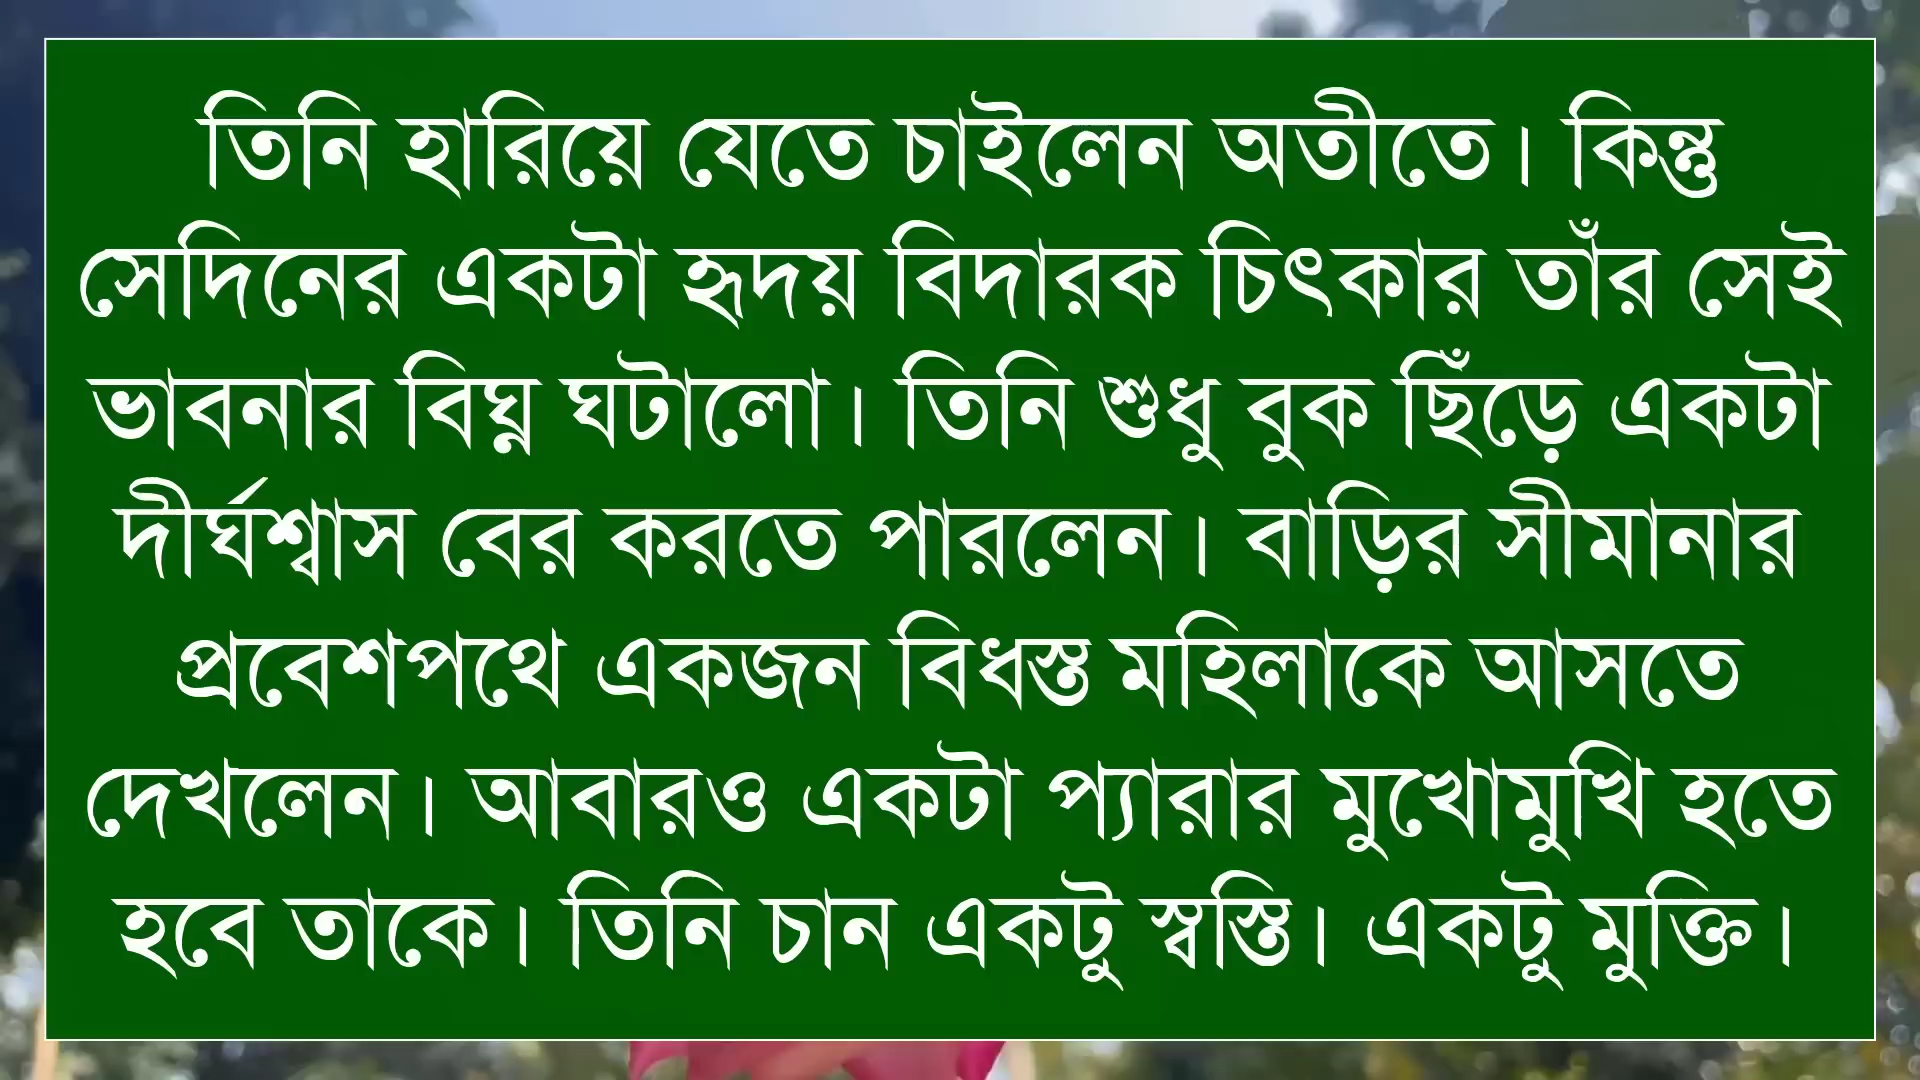 তিনি হারিয়ে যেতে চাইলেন অতীতে। কিন্তু
সেদিনের একটা হৃদয় বিদারক চিৎকার তাঁর সেই
ভাবনার বিঘ্ন ঘটালো। তিনি শুধু বুক ছিঁড়ে একটা
দীর্ঘশ্বাস বের করতে পারলেন। বাড়ির সীমানার
প্রবেশপথে একজন বিধস্ত মহিলাকে আসতে
দেখলেন। আবারও একটা প্যারার মুখোমুখি হতে
হবে তাকে। তিনি চান একটু স্বস্তি। একটু মুক্তি।